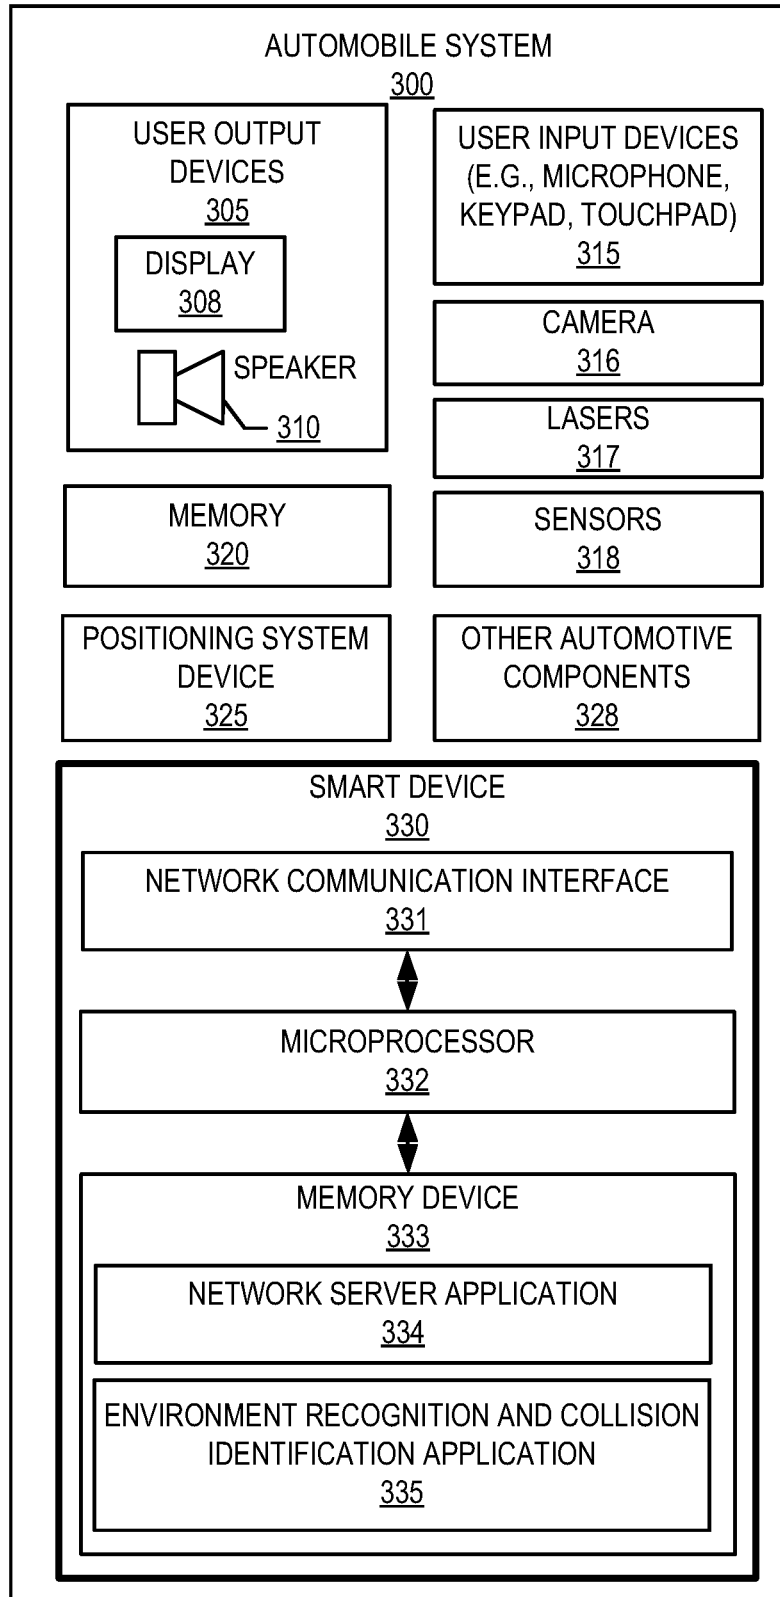 AUTOMOBILE SYSTEM
300
USER OUTPUT
DEVICES
305
DISPLAY
308
SPEAKER
310
USER INPUT DEVICES
(E.G., MICROPHONE,
KEYPAD, TOUCHPAD)
315
CAMERA
316
LASERS
317
MEMORY
320
SENSORS
318
POSITIONING SYSTEM
DEVICE
325
OTHER AUTOMOTIVE
COMPONENTS
328
SMART DEVICE
330
NETWORK COMMUNICATION INTERFACE
331
MICROPROCESSOR
332
MEMORY DEVICE
333
NETWORK SERVER APPLICATION
334
ENVIRONMENT RECOGNITION AND COLLISION
IDENTIFICATION APPLICATION
335